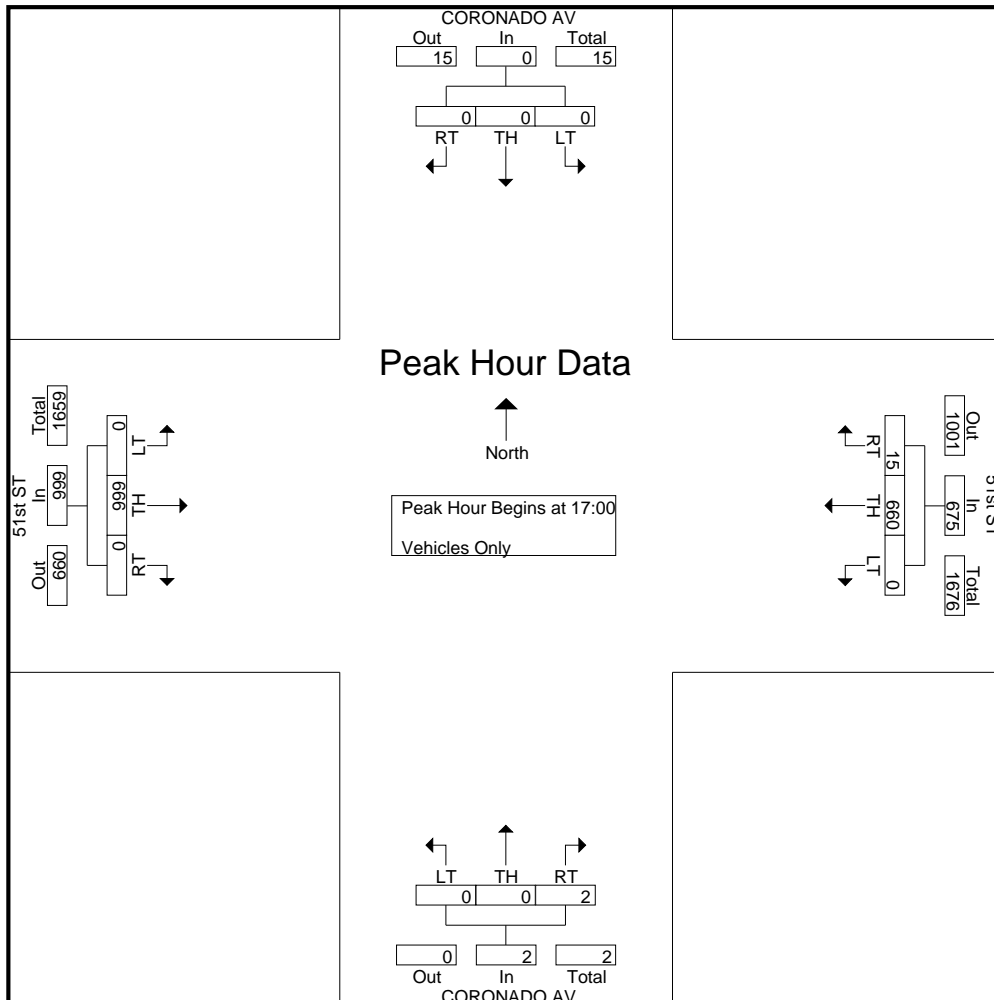 CORONADO AV
Out In Total
15 0 15
0 0 0
RT TH LT
Peak Hour Data
North
Peak Hour Begins at 17:00
Vehicles Only
51st ST
Total In Out
1659 999 660
0 999 0
LT TH RT
RT TH LT
15 660 0
1001 675 1676
Out In Total
51st ST
LT TH RT
0 0 2
0 2 2
Out In Total
CORONADO AV